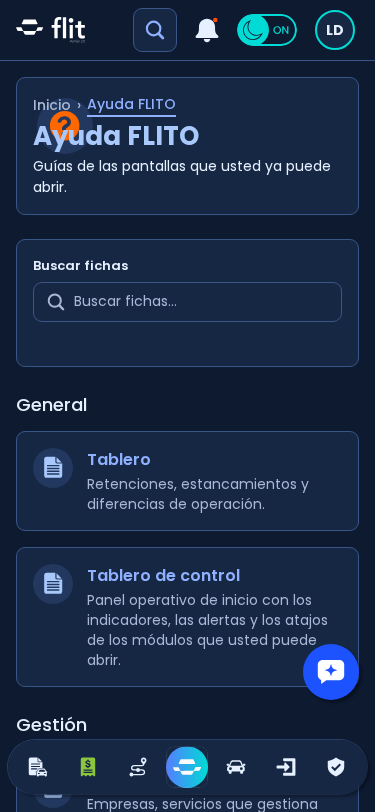 flit
ON
LD
Inicio › Ayuda FLITO
Ayuda FLITO
Guías de las pantallas que usted ya puede
abrir.
Buscar fichas
Buscar fichas...
General
Tablero
Retenciones, estancamientos y
diferencias de operación.
Tablero de control
Panel operativo de inicio con los
indicadores, las alertas y los atajos
de los módulos que usted puede
abrir.
Gestión
Empresas, servicios que gestiona